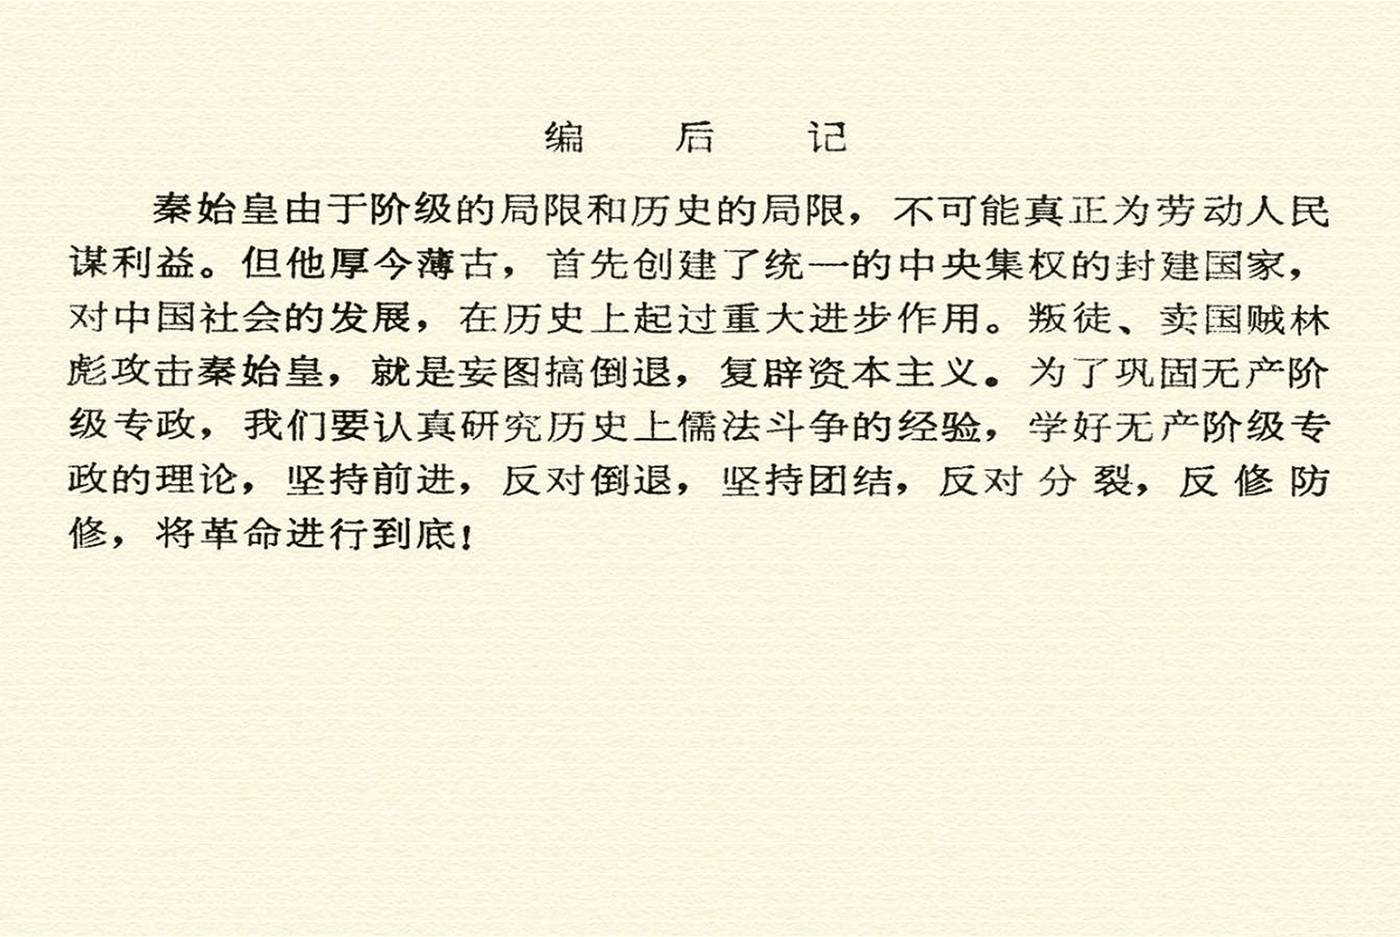 编后记
秦始皇由于阶级的局限和历史的局限，不可能真正为劳动人民
谋利益。但他厚今薄古，首先创建了统一的中央集权的封建国家，
对中国社会的发展，在历史上起过重大进步作用。叛徒、卖国贼林
彪攻击秦始皇，就是妄图搞倒退，复辟资本主义。为了巩固无产阶
级专政，我们要认真研究历史上儒法斗争的经验，学好无产阶级专
政的理论，坚持前进，反对倒退，坚持团结，反对分裂，反修防
修，将革命进行到底！